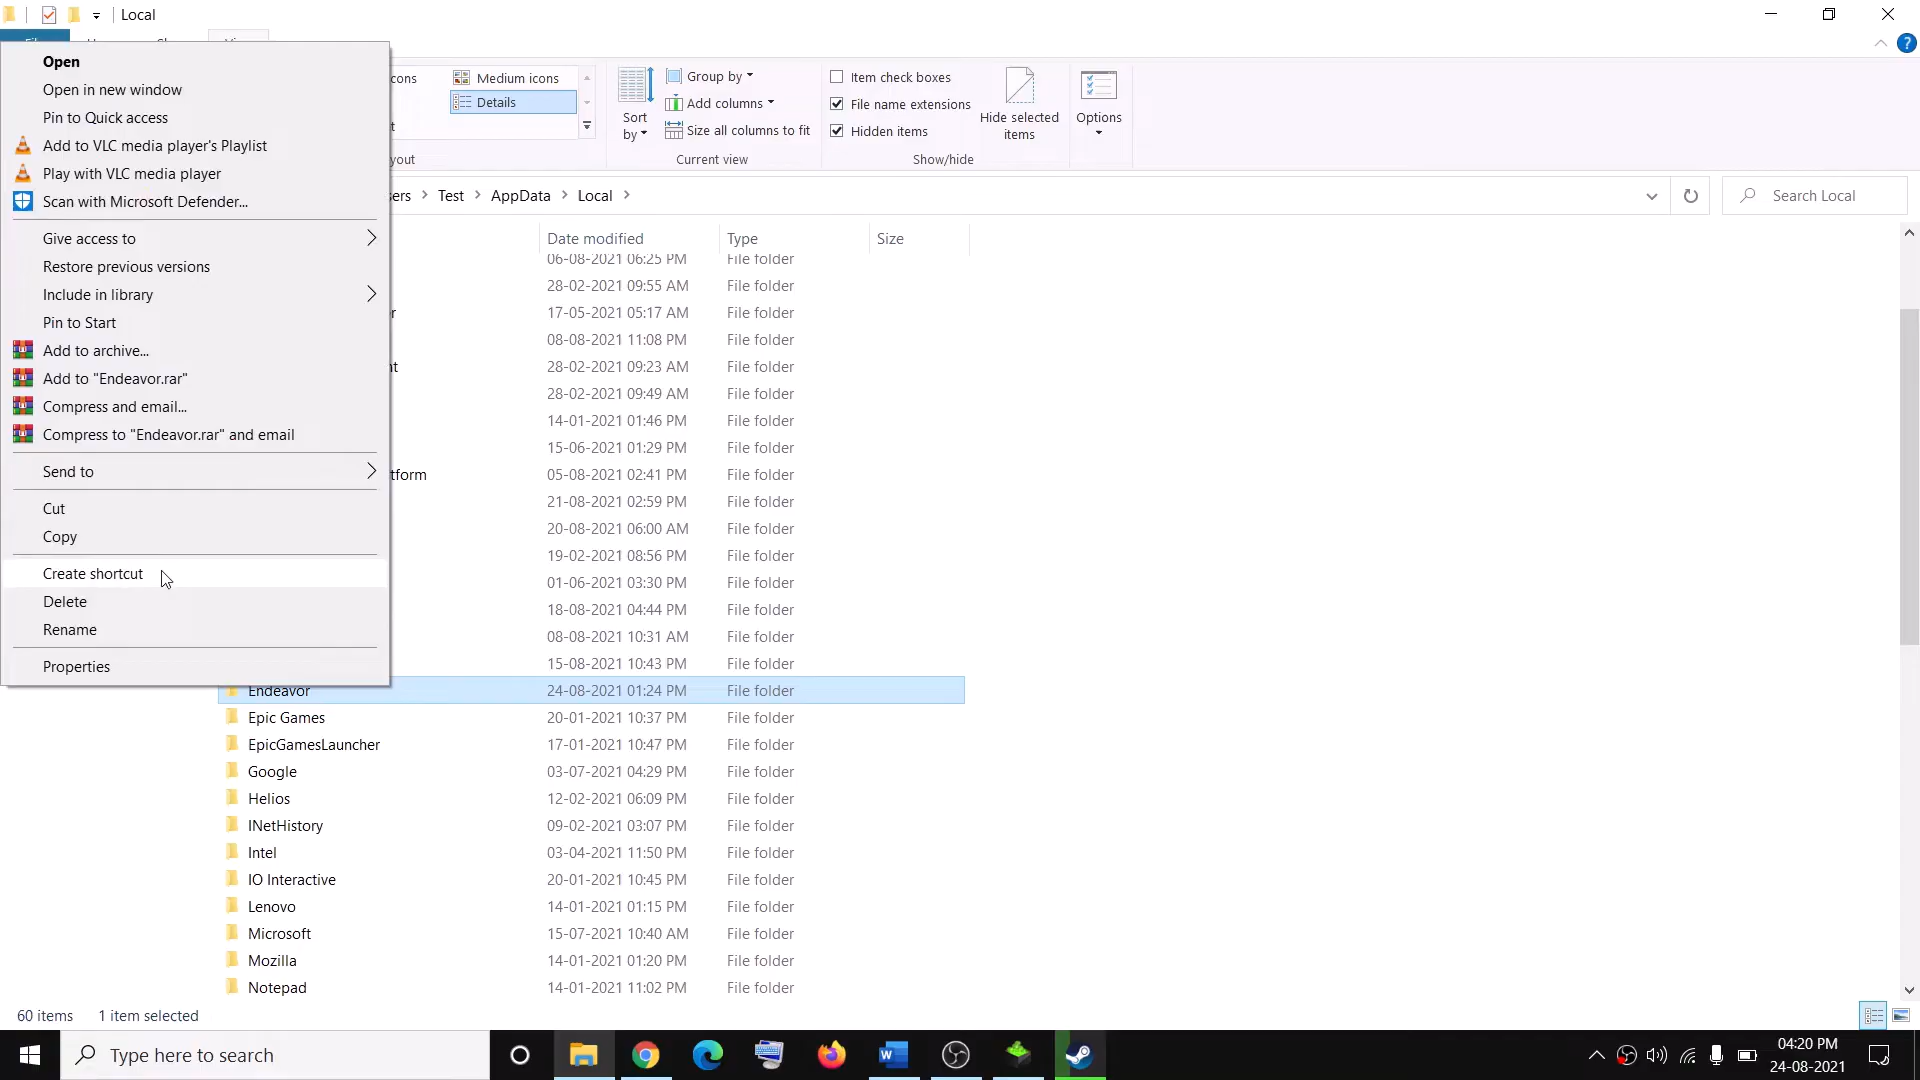 Local
Open
Open in new window
Pin to Quick access
Add to VLC media player's Playlist
Play with VLC media player
Scan with Microsoft Defender...
Give access to
Restore previous versions
Include in library
Pin to Start
Add to archive...
Add to "Endeavor.rar"
Compress and email...
Compress to "Endeavor.rar" and email
Send to
Cut
Copy
Create shortcut
Delete
Rename
Properties
cons
Medium icons
Details
t
yout
Sort by
Group by
Add columns
Size all columns to fit
Current view
Item check boxes
File name extensions
Hidden items
Hide selected items
Show/hide
Options
?
sers > Test > AppData > Local >
Search Local
Date modified Type Size
06-08-2021 06:25 PM File folder
28-02-2021 09:55 AM File folder
r 17-05-2021 05:17 AM File folder
08-08-2021 11:08 PM File folder
nt 28-02-2021 09:23 AM File folder
28-02-2021 09:49 AM File folder
14-01-2021 01:46 PM File folder
15-06-2021 01:29 PM File folder
tform 05-08-2021 02:41 PM File folder
21-08-2021 02:59 PM File folder
20-08-2021 06:00 AM File folder
19-02-2021 08:56 PM File folder
01-06-2021 03:30 PM File folder
18-08-2021 04:44 PM File folder
08-08-2021 10:31 AM File folder
15-08-2021 10:43 PM File folder
Endeavor 24-08-2021 01:24 PM File folder
Epic Games 20-01-2021 10:37 PM File folder
EpicGamesLauncher 17-01-2021 10:47 PM File folder
Google 03-07-2021 04:29 PM File folder
Helios 12-02-2021 06:09 PM File folder
INetHistory 09-02-2021 03:07 PM File folder
Intel 03-04-2021 11:50 PM File folder
IO Interactive 20-01-2021 10:45 PM File folder
Lenovo 14-01-2021 01:15 PM File folder
Microsoft 15-07-2021 10:40 AM File folder
Mozilla 14-01-2021 01:20 PM File folder
Notepad 14-01-2021 11:02 PM File folder
60 items 1 item selected
Type here to search
04:20 PM
24-08-2021